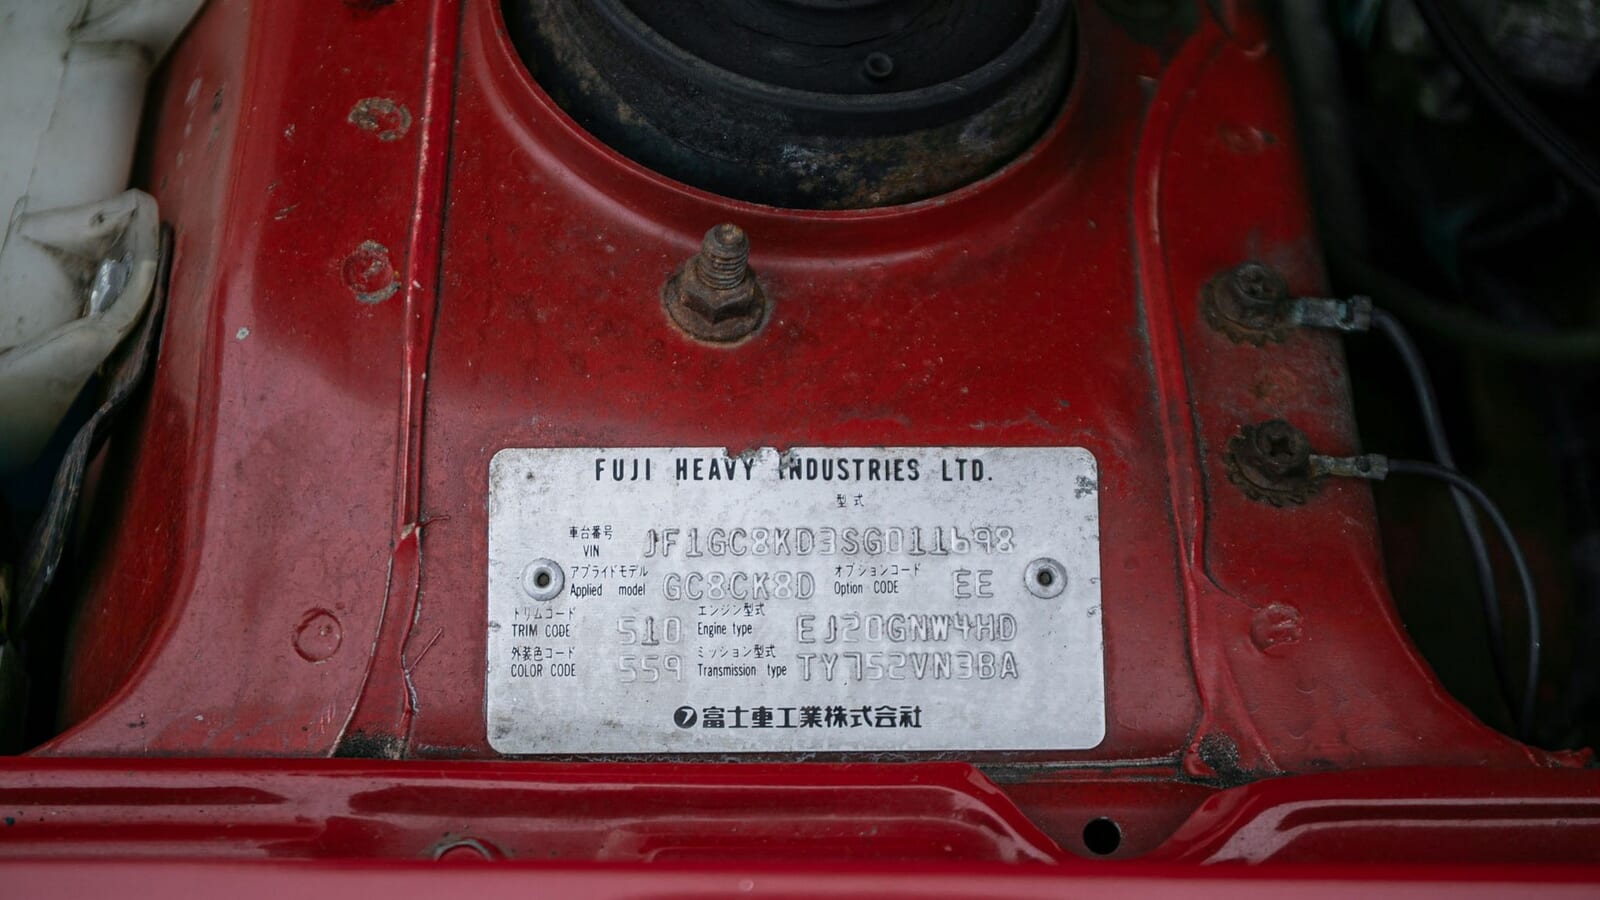 FUJI HEAVY INDUSTRIES LTD.
型式
車台番号
VIN JF1GC8KD3SG011698
アプライドモデル オプションコード
Applied model GC8CK8D Option CODE EE
トリムコード エンジン型式
TRIM CODE 510 Engine type EJ20GNW4HD
外装色コード ミッション型式
COLOR CODE 559 Transmission type TY752VN3BA
富士重工業株式会社